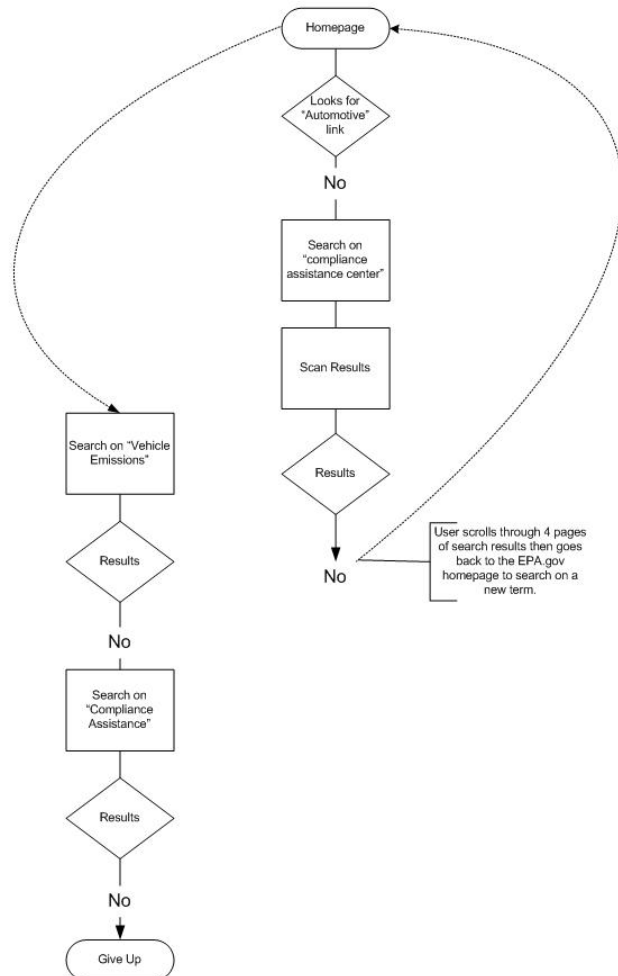 Homepage
Looks for
“Automotive”
link
No
Search on
“compliance
assistance center”
Scan Results
Results
No
User scrolls through 4 pages
of search results then goes
back to the EPA.gov
homepage to search on a
new term.
Search on “Vehicle
Emissions”
Results
No
Search on
“Compliance
Assistance”
Results
No
Give Up